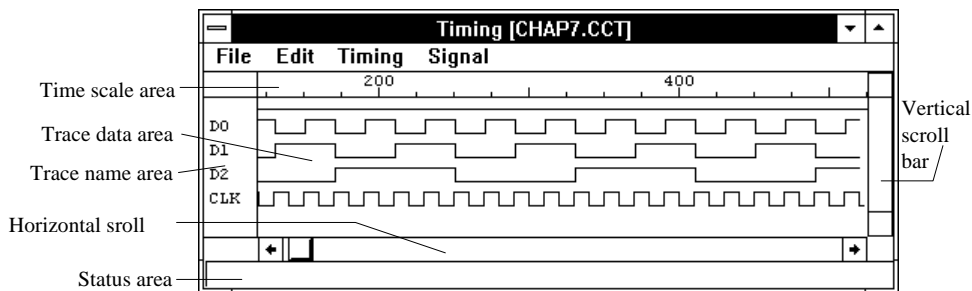 Timing [CHAP7.CCT]
File Edit Timing Signal
Time scale area
200 400
Trace data area
Trace name area
Horizontal sroll
Status area
D0
D1
D2
CLK
Vertical
scroll
bar